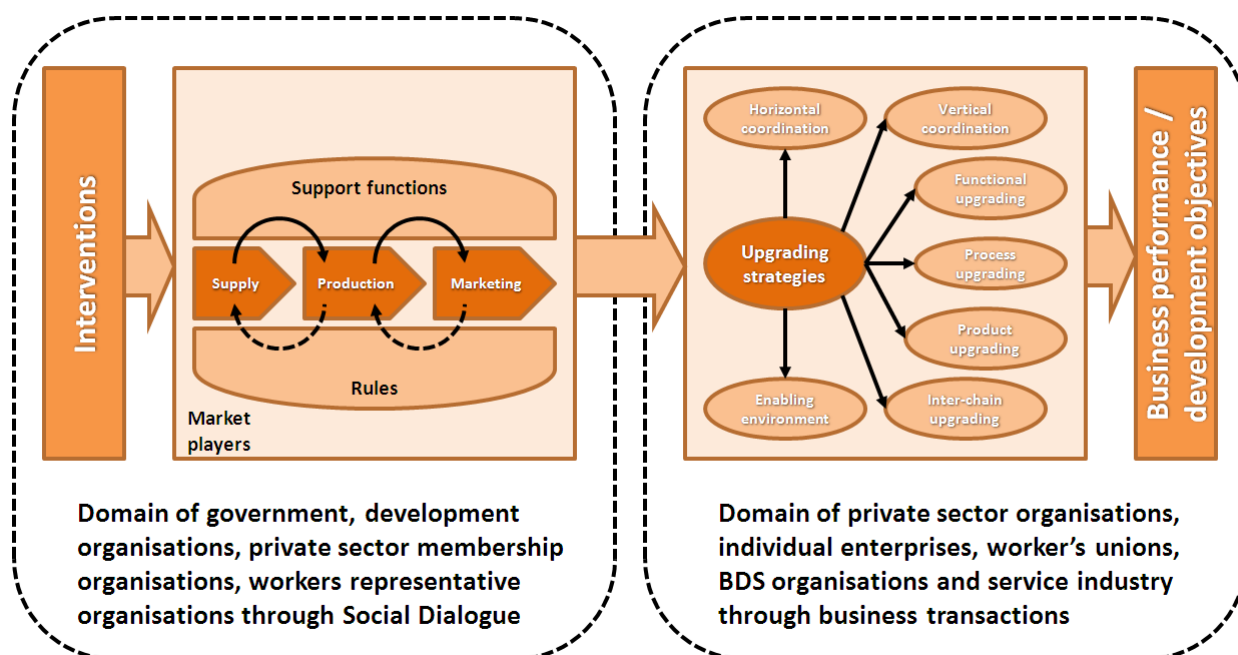 Interventions
Support functions
Supply
Production
Marketing
Rules
Market
players
Domain of government, development
organisations, private sector membership
organisations, workers representative
organisations through Social Dialogue
Horizontal
coordination
Vertical
coordination
Functional
upgrading
Upgrading
strategies
Process
upgrading
Product
upgrading
Enabling
environment
Inter-chain
upgrading
Domain of private sector organisations,
individual enterprises, worker’s unions,
BDS organisations and service industry
through business transactions
Business performance /
development objectives